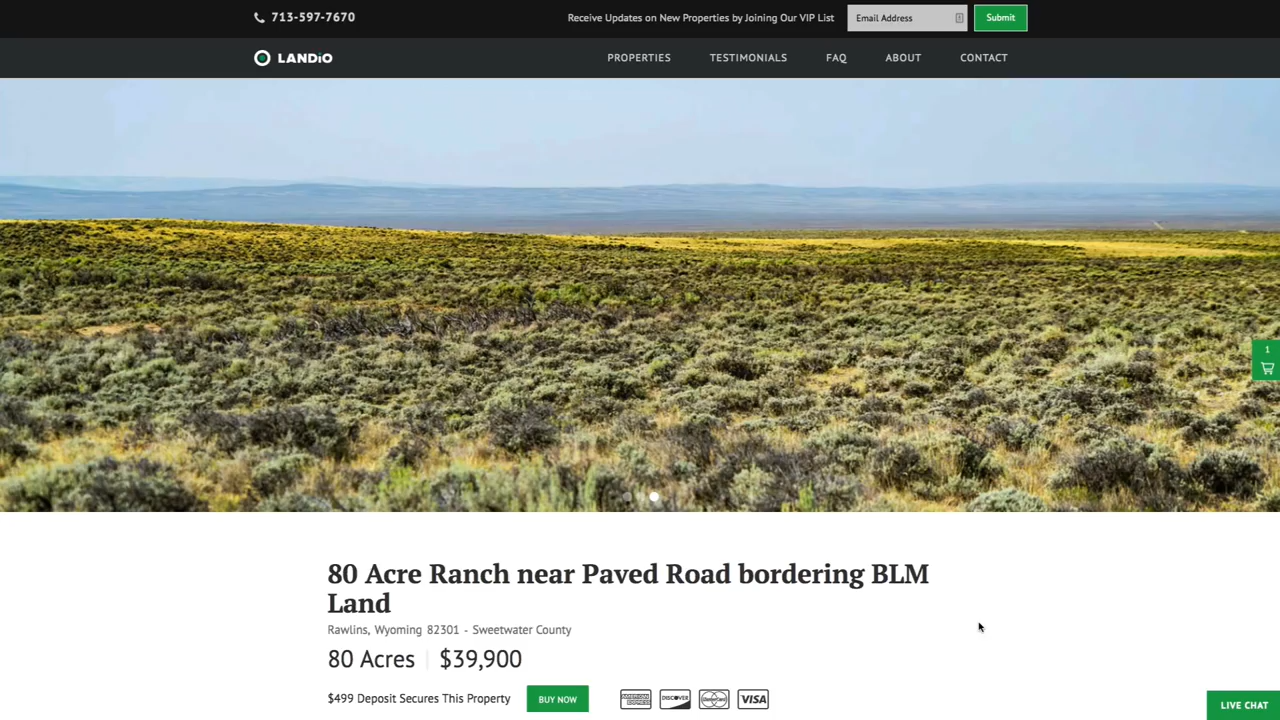 713-597-7670
Receive Updates on New Properties by Joining Our VIP List
Email Address
Submit
LANDiO
PROPERTIES
TESTIMONIALS
FAQ
ABOUT
CONTACT
1
80 Acre Ranch near Paved Road bordering BLM
Land
Rawlins, Wyoming 82301 - Sweetwater County
80 Acres | $39,900
$499 Deposit Secures This Property
BUY NOW
DISCOVER
VISA
LIVE CHAT